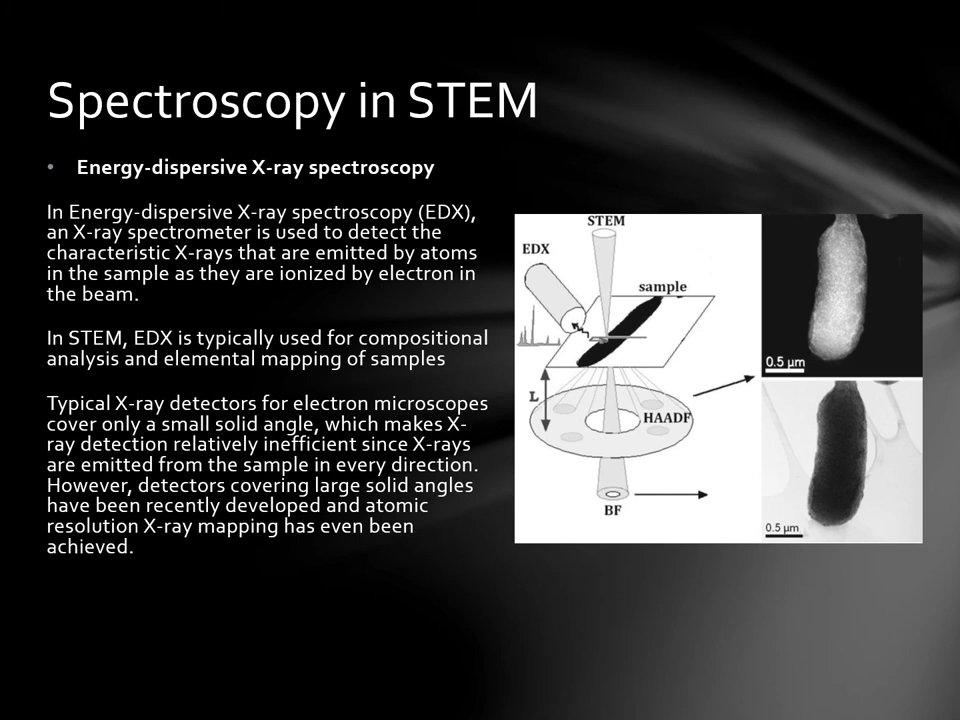 Spectroscopy in STEM
• Energy-dispersive X-ray spectroscopy
In Energy-dispersive X-ray spectroscopy (EDX),
an X-ray spectrometer is used to detect the
characteristic X-rays that are emitted by atoms
in the sample as they are ionized by electron in
the beam.
In STEM, EDX is typically used for compositional
analysis and elemental mapping of samples
Typical X-ray detectors for electron microscopes
cover only a small solid angle, which makes X-
ray detection relatively inefficient since X-rays
are emitted from the sample in every direction.
However, detectors covering large solid angles
have been recently developed and atomic
resolution X-ray mapping has even been
achieved.
STEM
EDX
sample
L
HAADF
BF
0.5 µm
0.5 µm